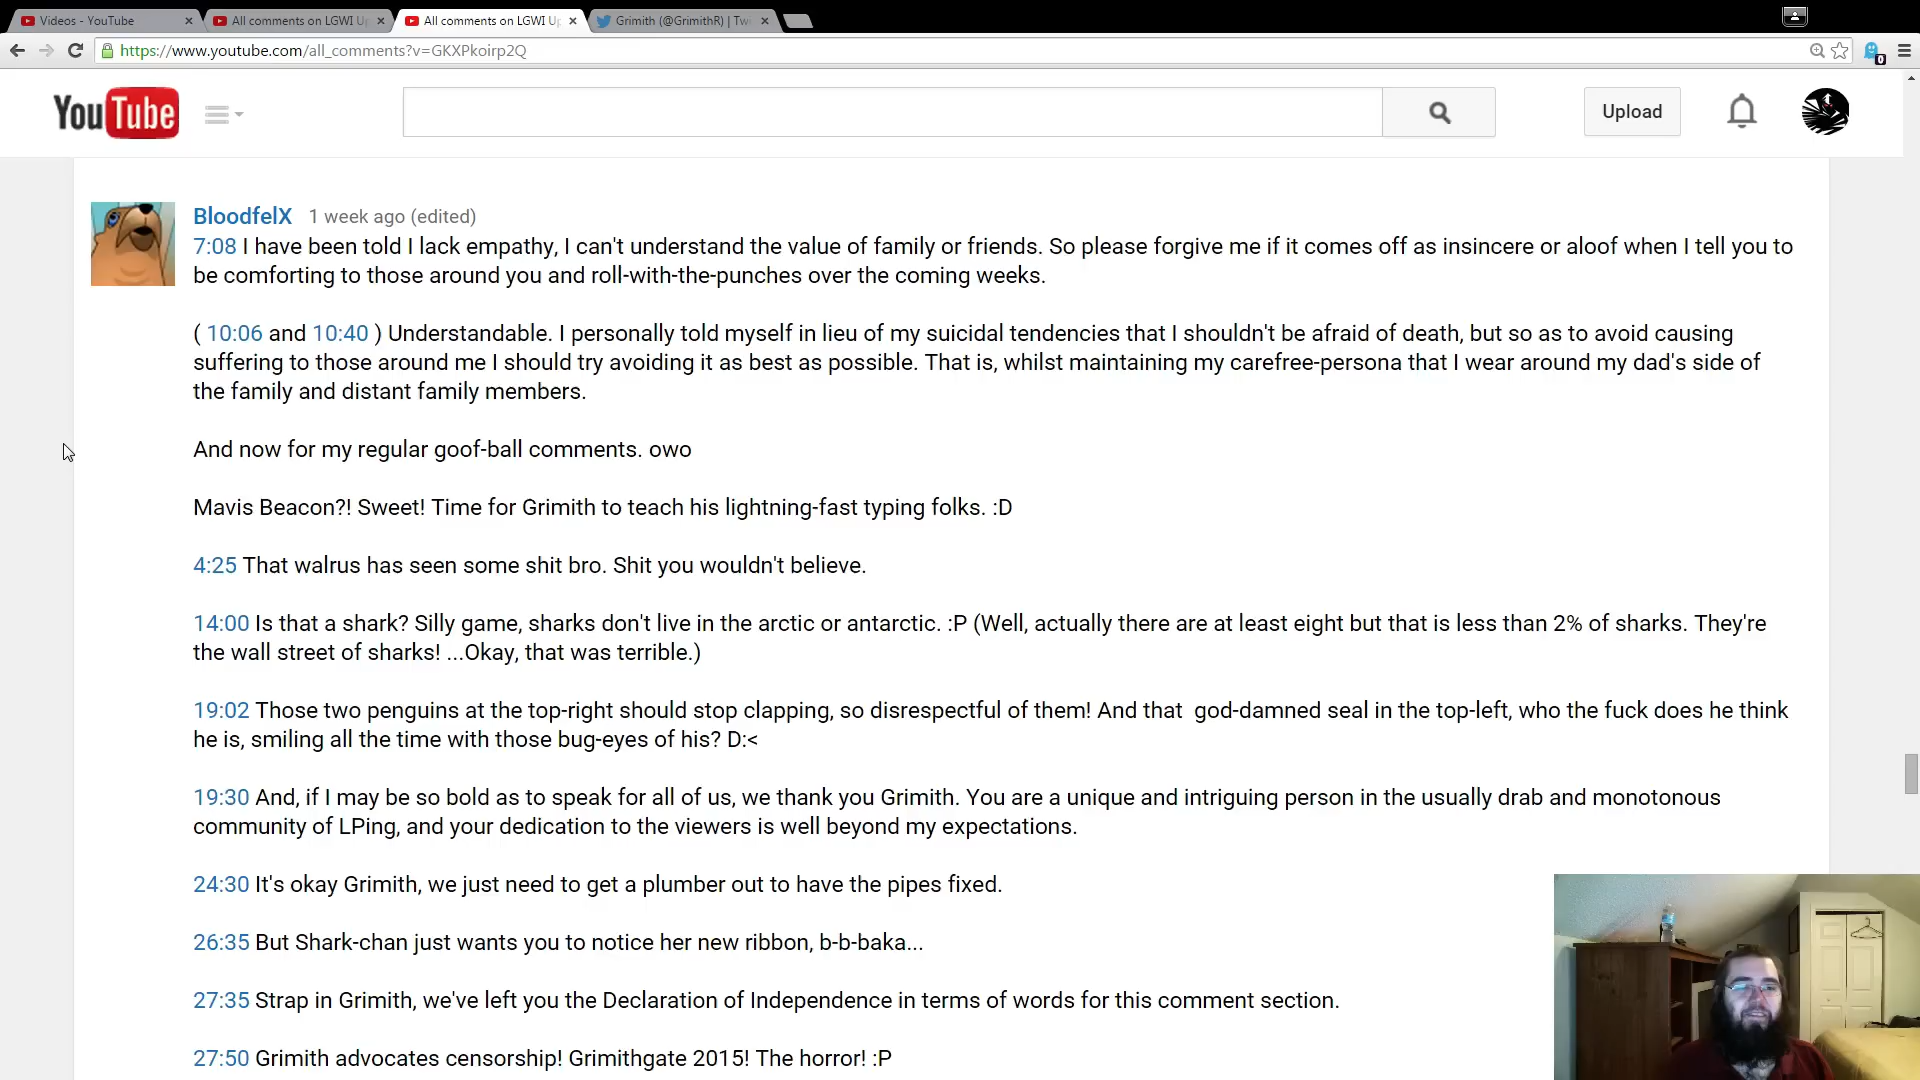 Videos - YouTube
All comments on LGWI Up
All comments on LGWI Up
Grimith (@GrimithR) | Tw
https://www.youtube.com/all_comments?v=GKXPkoirp2Q
0
YouTube
Upload
BloodfelX 1 week ago (edited)
7:08 I have been told I lack empathy, I can't understand the value of family or friends. So please forgive me if it comes off as insincere or aloof when I tell you to
be comforting to those around you and roll-with-the-punches over the coming weeks.
( 10:06 and 10:40 ) Understandable. I personally told myself in lieu of my suicidal tendencies that I shouldn't be afraid of death, but so as to avoid causing
suffering to those around me I should try avoiding it as best as possible. That is, whilst maintaining my carefree-persona that I wear around my dad's side of
the family and distant family members.
And now for my regular goof-ball comments. owo
Mavis Beacon?! Sweet! Time for Grimith to teach his lightning-fast typing folks. :D
4:25 That walrus has seen some shit bro. Shit you wouldn't believe.
14:00 Is that a shark? Silly game, sharks don't live in the arctic or antarctic. :P (Well, actually there are at least eight but that is less than 2% of sharks. They're
the wall street of sharks! ...Okay, that was terrible.)
19:02 Those two penguins at the top-right should stop clapping, so disrespectful of them! And that god-damned seal in the top-left, who the fuck does he think
he is, smiling all the time with those bug-eyes of his? D:<
19:30 And, if I may be so bold as to speak for all of us, we thank you Grimith. You are a unique and intriguing person in the usually drab and monotonous
community of LPing, and your dedication to the viewers is well beyond my expectations.
24:30 It's okay Grimith, we just need to get a plumber out to have the pipes fixed.
26:35 But Shark-chan just wants you to notice her new ribbon, b-b-baka...
27:35 Strap in Grimith, we've left you the Declaration of Independence in terms of words for this comment section.
27:50 Grimith advocates censorship! Grimithgate 2015! The horror! :P